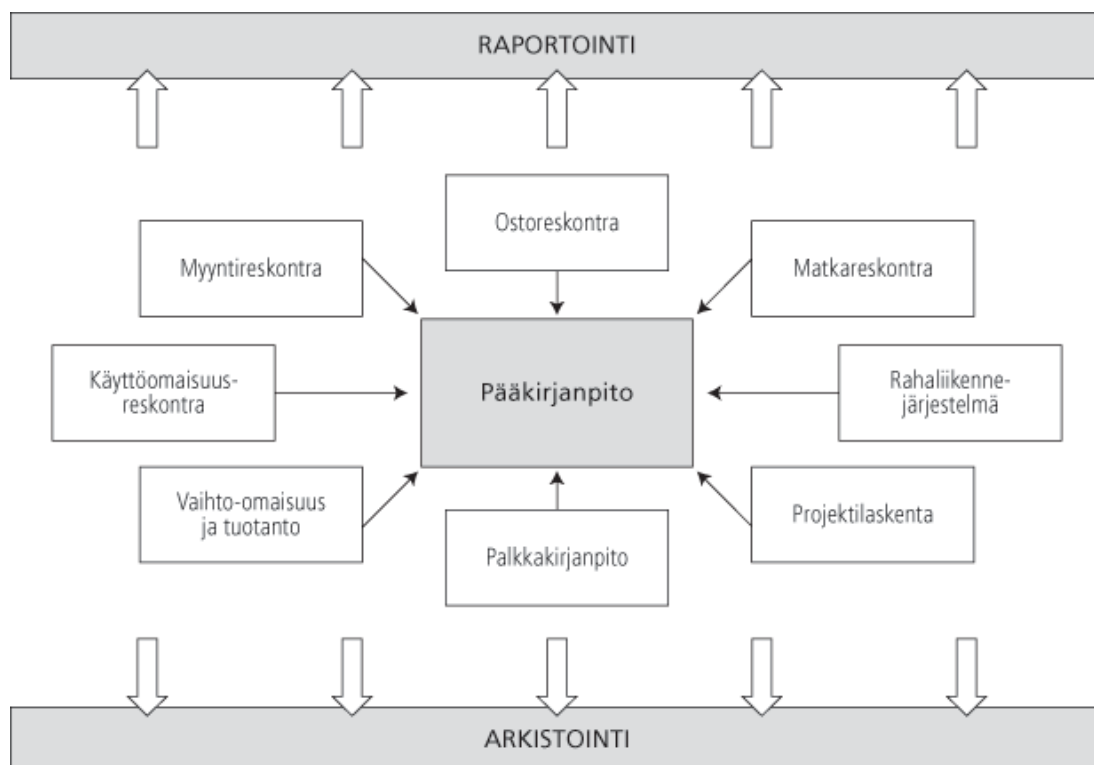 RAPORTOINTI
Ostoreskontra
Myyntireskontra
Matkareskontra
Käyttöomaisuus-
reskontra
Pääkirjanpito
Rahaliikenne-
järjestelmä
Vaihto-omaisuus
ja tuotanto
Palkkakirjanpito
Projektilaskenta
ARKISTOINTI